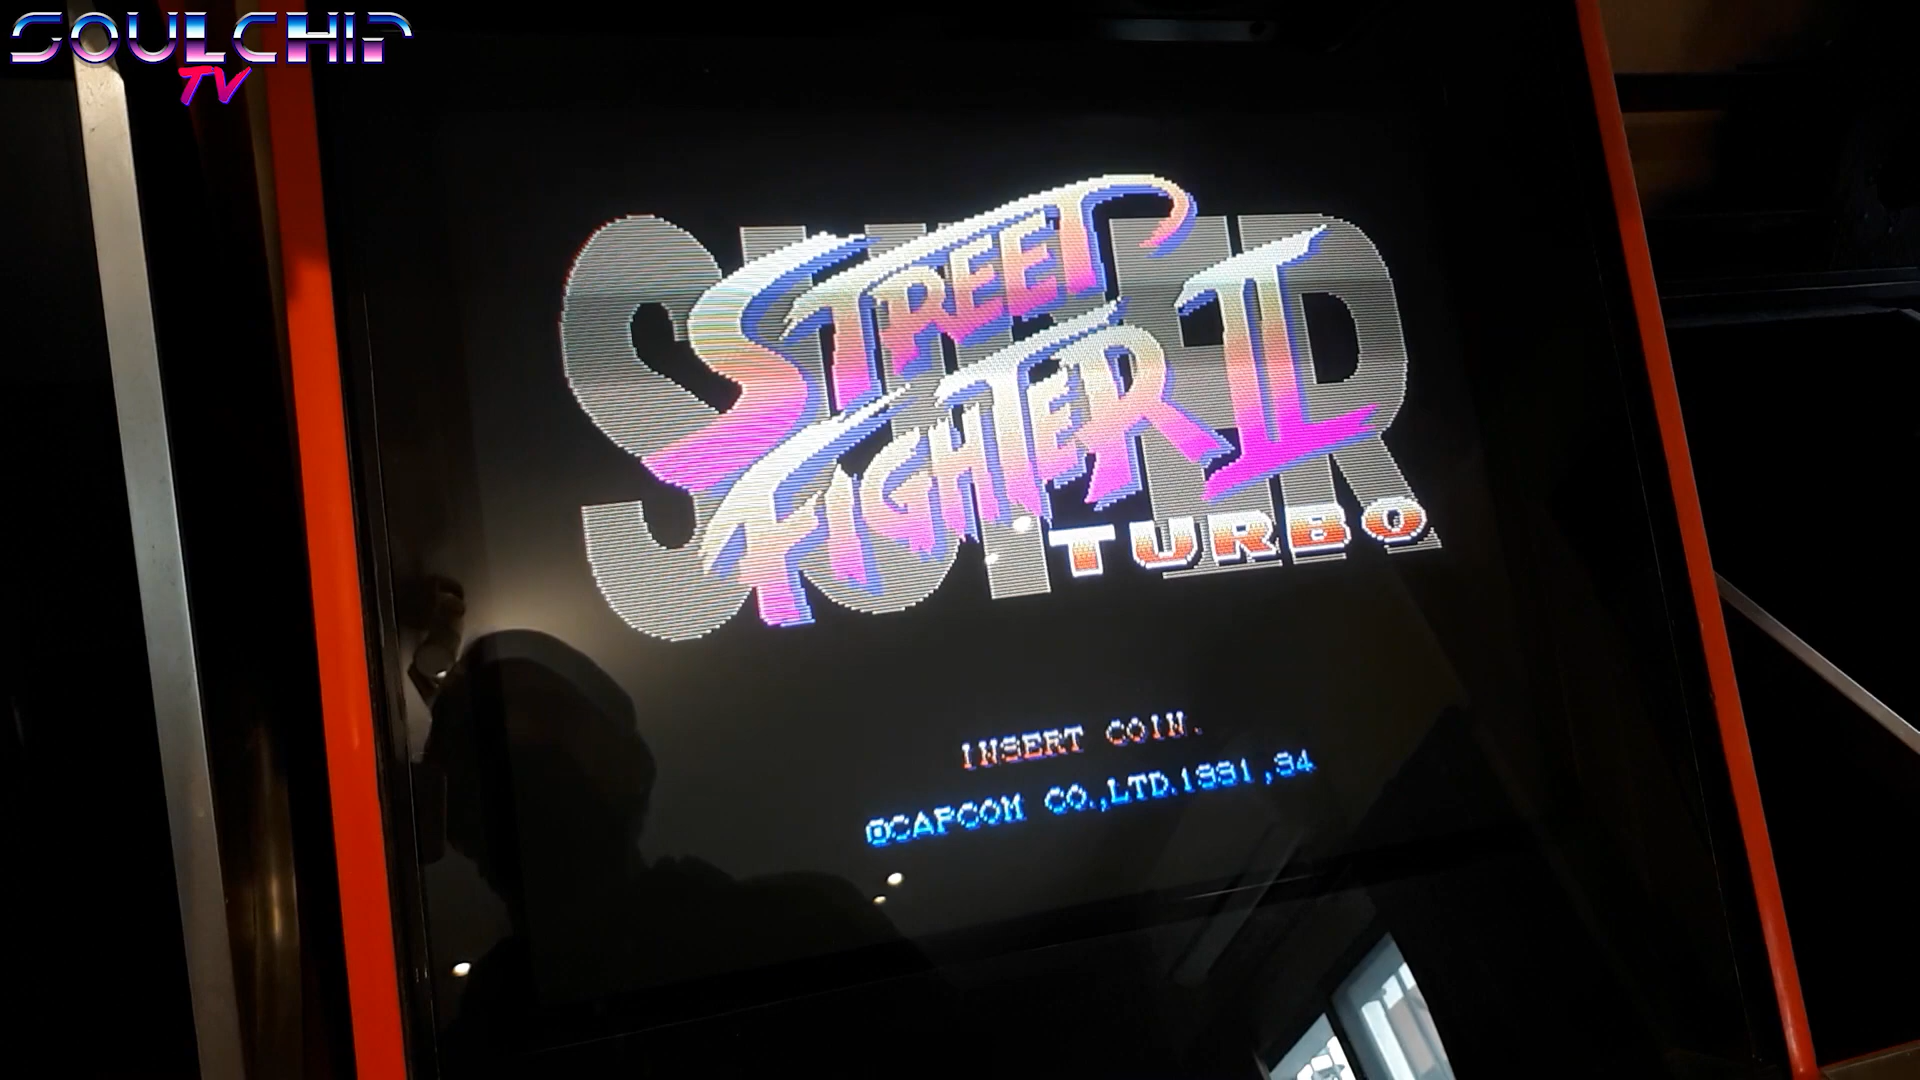 SOULCHIP
TV
SUPER
STREET
FIGHTER II
TURBO
INSERT COIN.
©CAPCOM CO.,LTD.1991,94